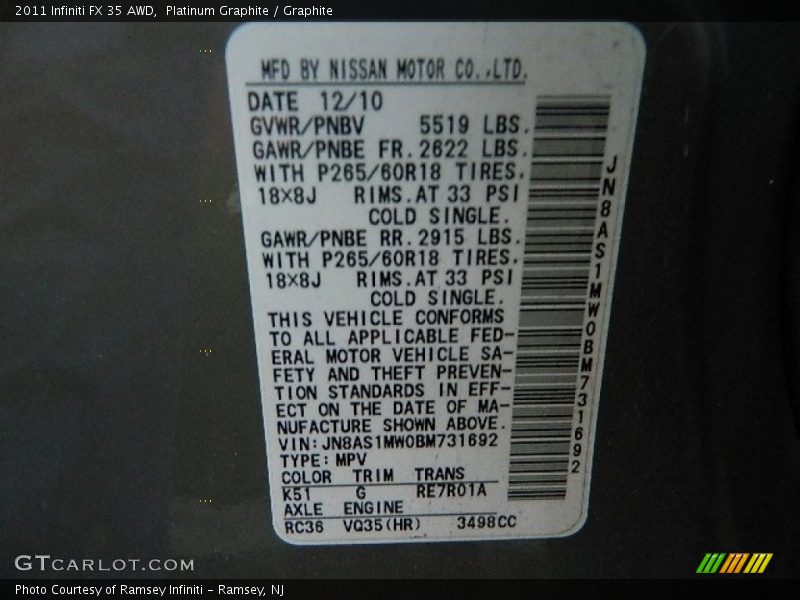 2011 Infiniti FX 35 AWD, Platinum Graphite / Graphite
MFD BY NISSAN MOTOR CO.,LTD.
DATE 12/10
GVWR/PNBV 5519 LBS.
GAWR/PNBE FR.2622 LBS.
WITH P265/60R18 TIRES.
18×8J RIMS.AT 33 PSI
COLD SINGLE.
GAWR/PNBE RR.2915 LBS.
WITH P265/60R18 TIRES.
18×8J RIMS.AT 33 PSI
COLD SINGLE.
THIS VEHICLE CONFORMS
TO ALL APPLICABLE FED-
ERAL MOTOR VEHICLE SA-
FETY AND THEFT PREVEN-
TION STANDARDS IN EFF-
ECT ON THE DATE OF MA-
NUFACTURE SHOWN ABOVE.
VIN:JN8AS1MW0BM731692
TYPE:MPV
COLOR TRIM TRANS
K51 G RE7R01A
AXLE ENGINE
RC36 VQ35(HR) 3498CC
JN8AS1MW0BM731692
GTCARLOT.COM
Photo Courtesy of Ramsey Infiniti - Ramsey, NJ